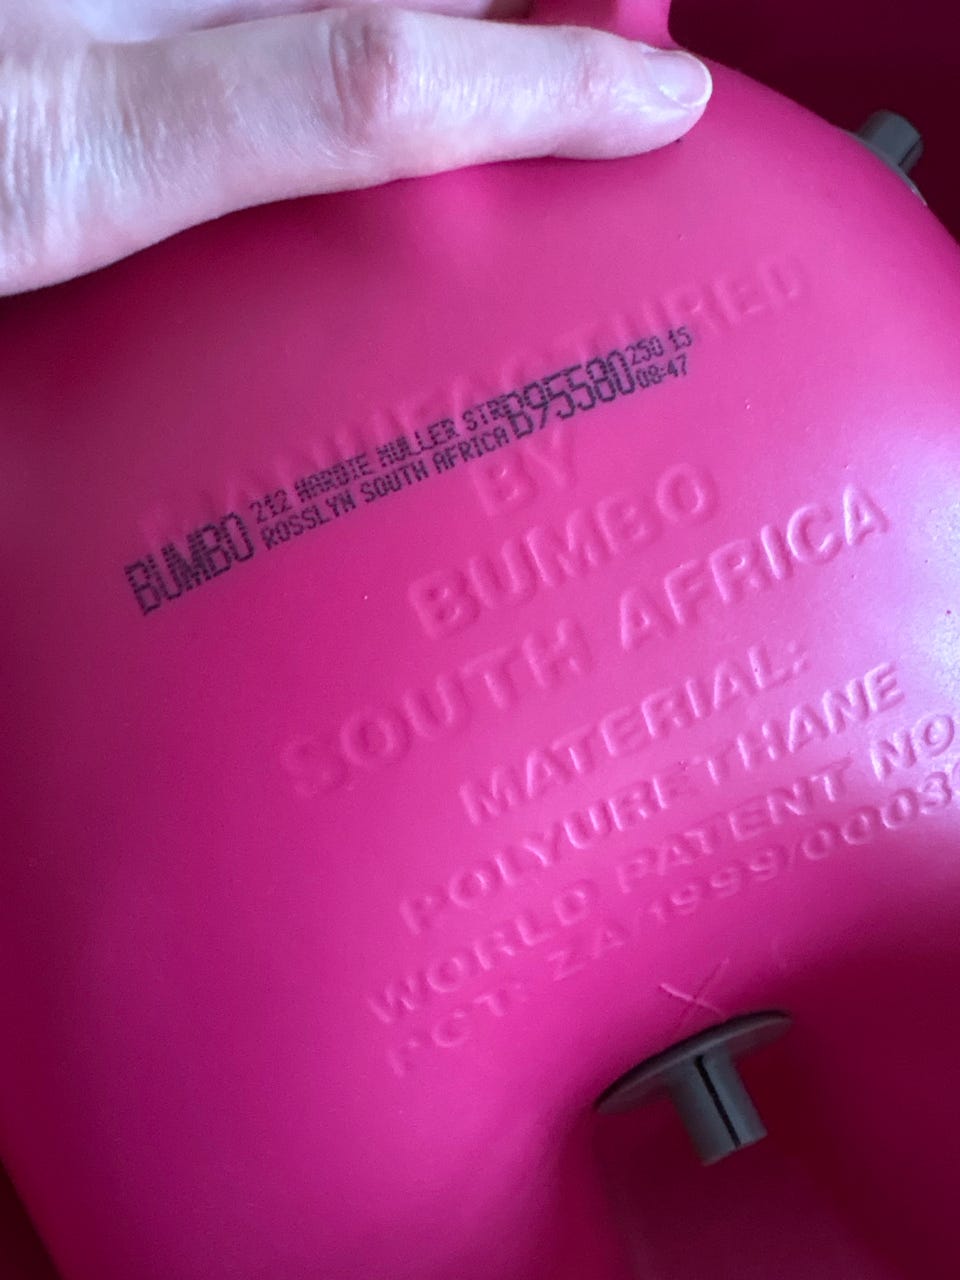 MANUFACTURED
BUMBO 212 HARDIE MULLER STR B95580 250 15
ROSSLYN SOUTH AFRICA 08:47
BY
BUMBO
SOUTH AFRICA
MATERIAL:
POLYURETHANE
WORLD PATENT NO
PCT: ZA/1999/0003